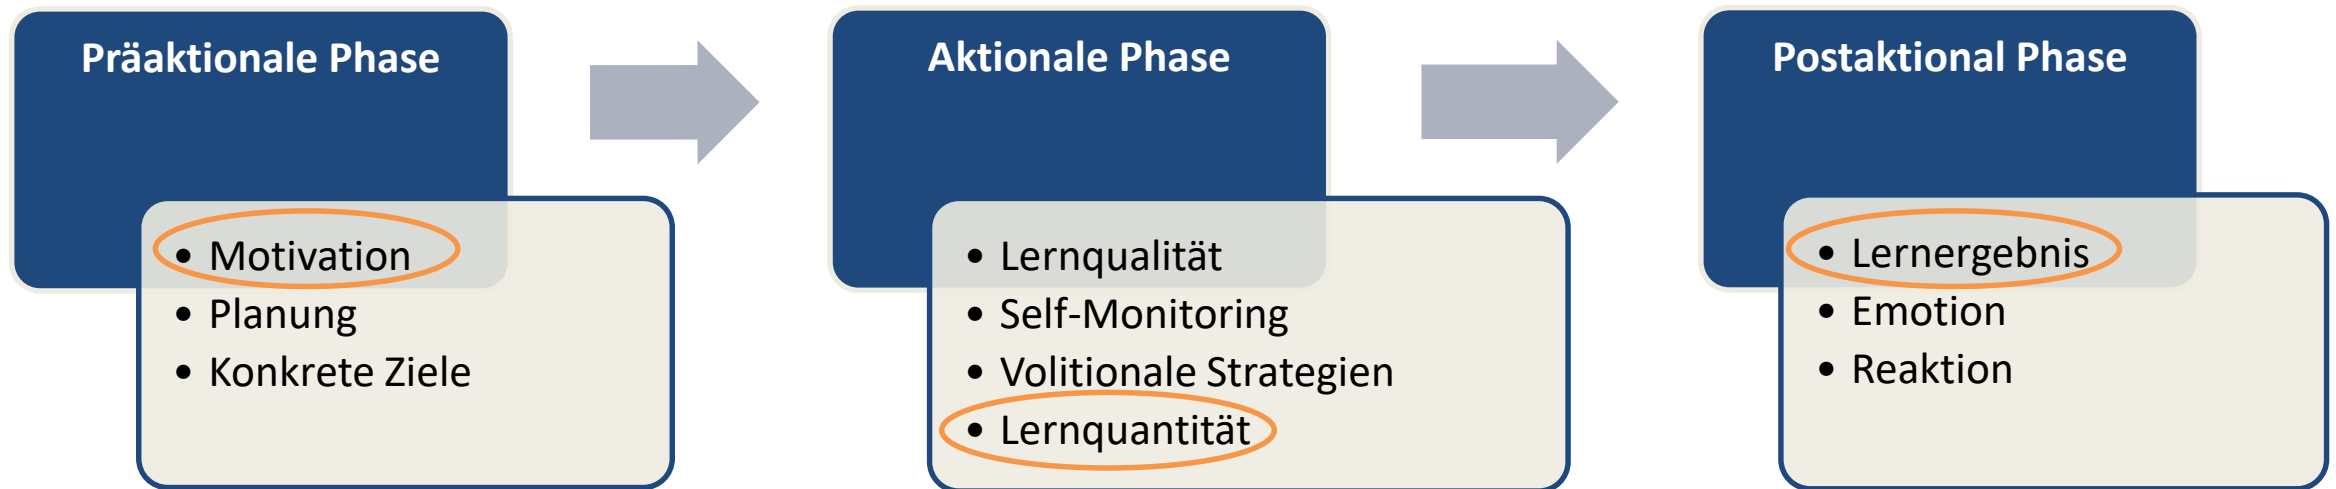 Präaktionale Phase
• Motivation
• Planung
• Konkrete Ziele
Aktionale Phase
• Lernqualität
• Self-Monitoring
• Volitionale Strategien
• Lernquantität
Postaktional Phase
• Lernergebnis
• Emotion
• Reaktion